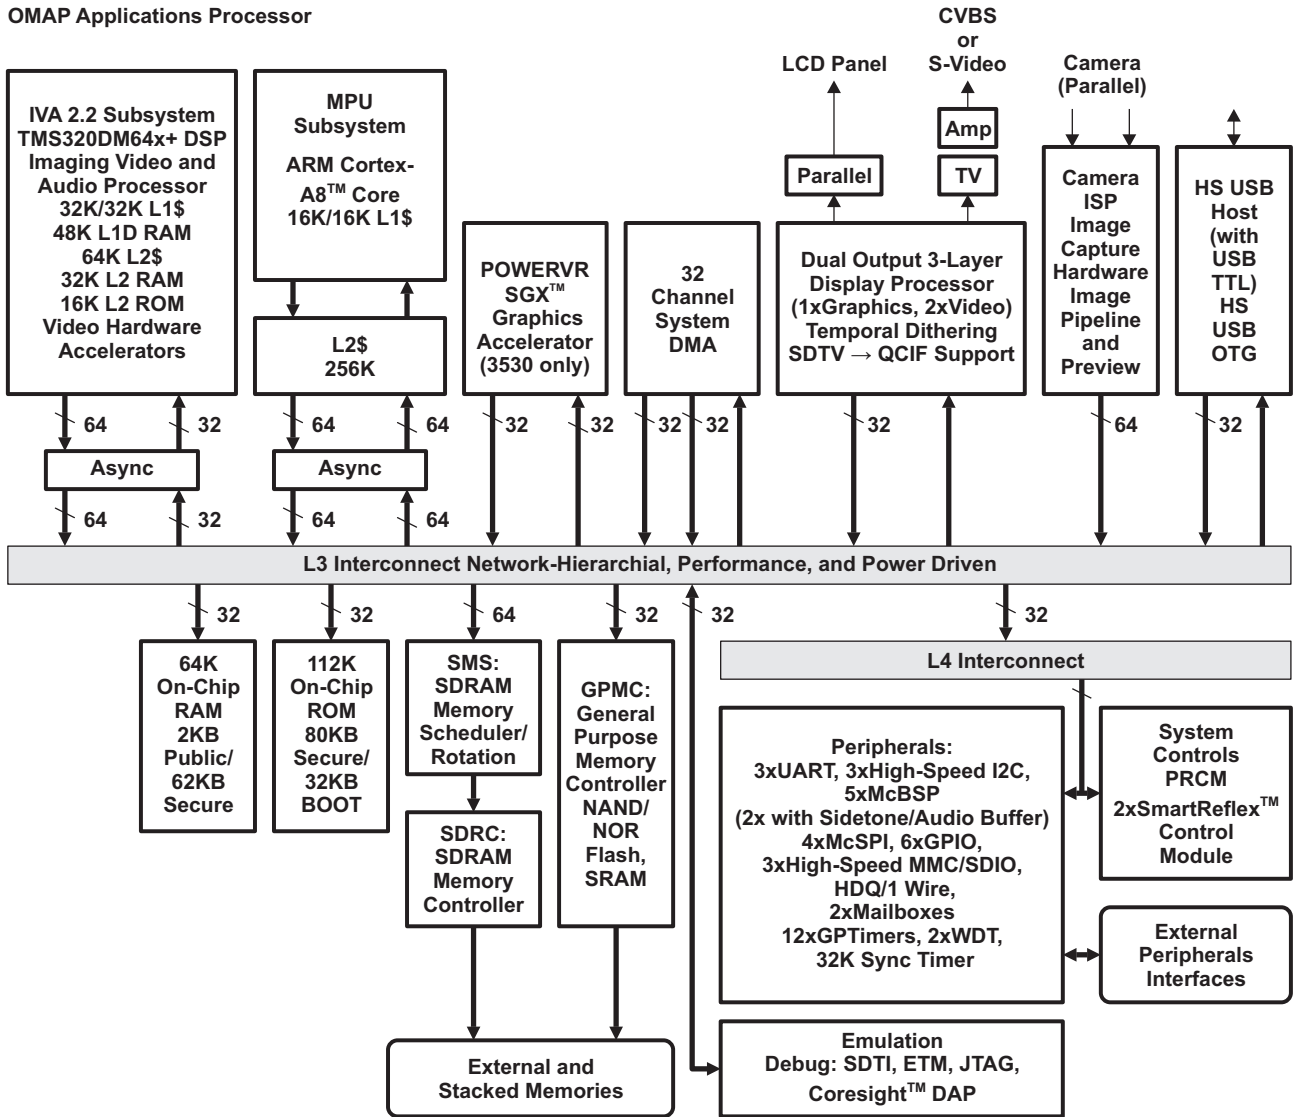 OMAP Applications Processor
CVBS
or
S-Video
LCD Panel
Camera
(Parallel)
Amp
Parallel
TV
IVA 2.2 Subsystem
TMS320DM64x+ DSP
Imaging Video and
Audio Processor
32K/32K L1$
48K L1D RAM
64K L2$
32K L2 RAM
16K L2 ROM
Video Hardware
Accelerators
MPU
Subsystem
ARM Cortex-
A8™ Core
16K/16K L1$
L2$
256K
POWERVR
SGX™
Graphics
Accelerator
(3530 only)
32
Channel
System
DMA
Dual Output 3-Layer
Display Processor
(1xGraphics, 2xVideo)
Temporal Dithering
SDTV → QCIF Support
Camera
ISP
Image
Capture
Hardware
Image
Pipeline
and
Preview
HS USB
Host
(with
USB
TTL)
HS
USB
OTG
64
32
64
64
32
32
32
32
32
64
32
Async
Async
64
32
64
64
L3 Interconnect Network-Hierarchial, Performance, and Power Driven
32
32
64
32
32
32
64K
On-Chip
RAM
2KB
Public/
62KB
Secure
112K
On-Chip
ROM
80KB
Secure/
32KB
BOOT
SMS:
SDRAM
Memory
Scheduler/
Rotation
SDRC:
SDRAM
Memory
Controller
GPMC:
General
Purpose
Memory
Controller
NAND/
NOR
Flash,
SRAM
L4 Interconnect
Peripherals:
3xUART, 3xHigh-Speed I2C,
5xMcBSP
(2x with Sidetone/Audio Buffer)
4xMcSPI, 6xGPIO,
3xHigh-Speed MMC/SDIO,
HDQ/1 Wire,
2xMailboxes
12xGPTimers, 2xWDT,
32K Sync Timer
System
Controls
PRCM
2xSmartReflex™
Control
Module
External
Peripherals
Interfaces
External and
Stacked Memories
Emulation
Debug: SDTI, ETM, JTAG,
Coresight™ DAP